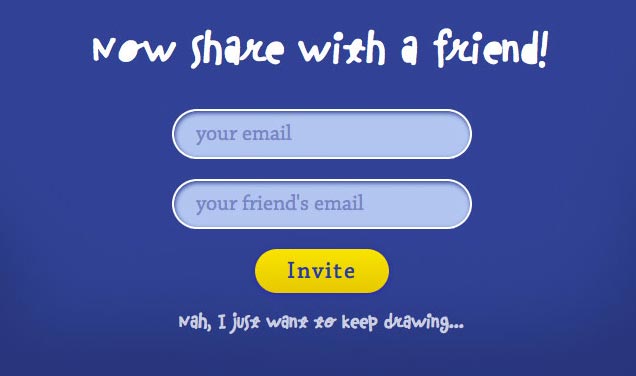 Now share with a friend!
your email
your friend's email
Invite
Nah, I just want to keep drawing...